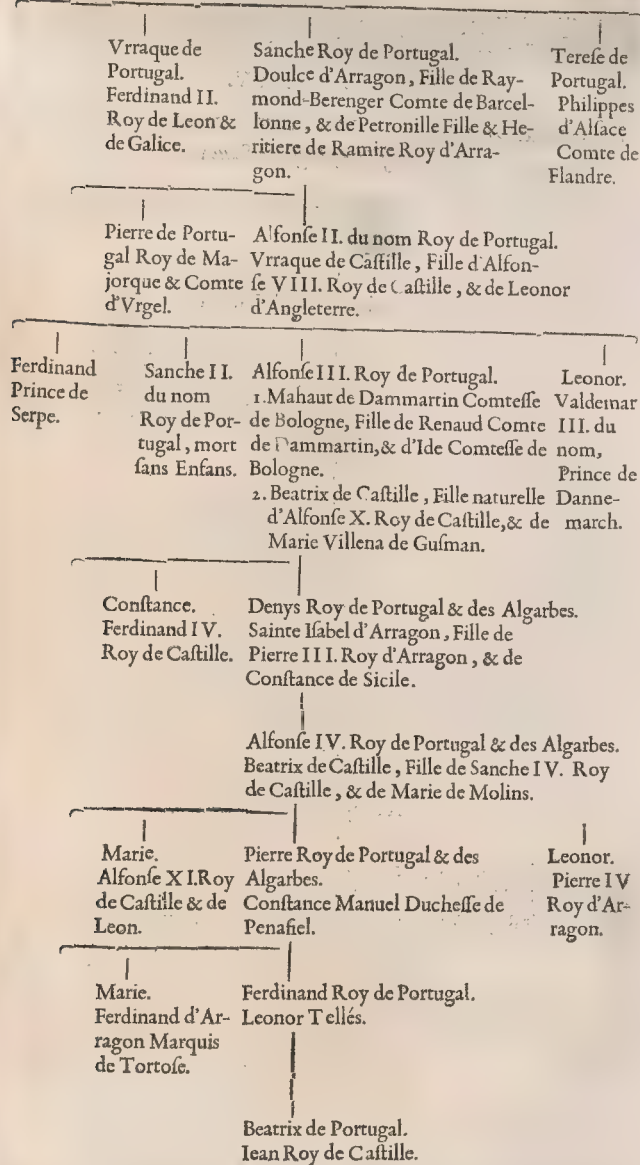 Vrraque de
Portugal.
Ferdinand II.
Roy de Leon &
de Galice.
Sanche Roy de Portugal.
Doulce d'Arragon, Fille de Ray-
mond-Berenger Comte de Barcel-
lonne, & de Petronille Fille & He-
ritiere de Ramire Roy d'Arra-
gon.
Tereſe de
Portugal.
Philippes
d'Alſace
Comte de
Flandre.
Pierre de Portu-
gal Roy de Ma-
jorque & Comte
d'Vrgel.
Alfonſe II. du nom Roy de Portugal.
Vrraque de Caſtille, Fille d'Alfon-
ſe VIII. Roy de Caſtille, & de Leonor
d'Angleterre.
Ferdinand
Prince de
Serpe.
Sanche II.
du nom
Roy de Por-
tugal, mort
ſans Enfans.
Alfonſe III. Roy de Portugal.
1. Mahaut de Dammartin Comteſſe
de Bologne, Fille de Renaud Comte
de Dammartin, & d'Ide Comteſſe de
Bologne.
2. Beatrix de Caſtille, Fille naturelle
d'Alfonſe X. Roy de Caſtille, & de
Marie Villena de Guſman.
Leonor.
Valdemar
III. du
nom,
Prince de
Danne-
march.
Conſtance.
Ferdinand IV.
Roy de Caſtille.
Denys Roy de Portugal & des Algarbes.
Sainte Iſabel d'Arragon, Fille de
Pierre III. Roy d'Arragon, & de
Conſtance de Sicile.
Alfonſe IV. Roy de Portugal & des Algarbes.
Beatrix de Caſtille, Fille de Sanche IV. Roy
de Caſtille, & de Marie de Molins.
Marie.
Alfonſe XI. Roy
de Caſtille & de
Leon.
Pierre Roy de Portugal & des
Algarbes.
Conſtance Manuel Ducheſſe de
Penafiel.
Leonor.
Pierre IV
Roy d'Ar-
ragon.
Marie.
Ferdinand d'Ar-
ragon Marquis
de Tortoſe.
Ferdinand Roy de Portugal.
Leonor Tellés.
Beatrix de Portugal.
Iean Roy de Caſtille.